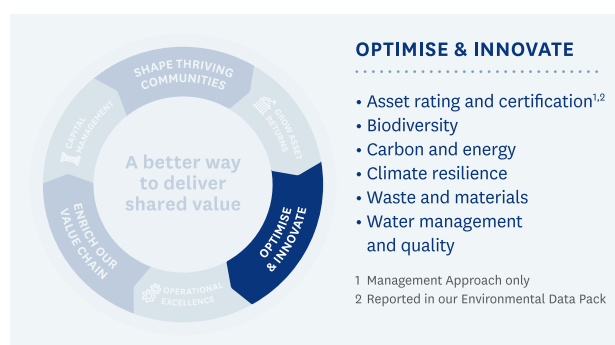 SHAPE THRIVING
COMMUNITIES
GROW ASSET
RETURNS
OPTIMISE
& INNOVATE
OPERATIONAL
EXCELLENCE
ENRICH OUR
VALUE CHAIN
CAPITAL
MANAGEMENT
A better way
to deliver
shared value
OPTIMISE & INNOVATE
• Asset rating and certification1,2
• Biodiversity
• Carbon and energy
• Climate resilience
• Waste and materials
• Water management
and quality
1 Management Approach only
2 Reported in our Environmental Data Pack